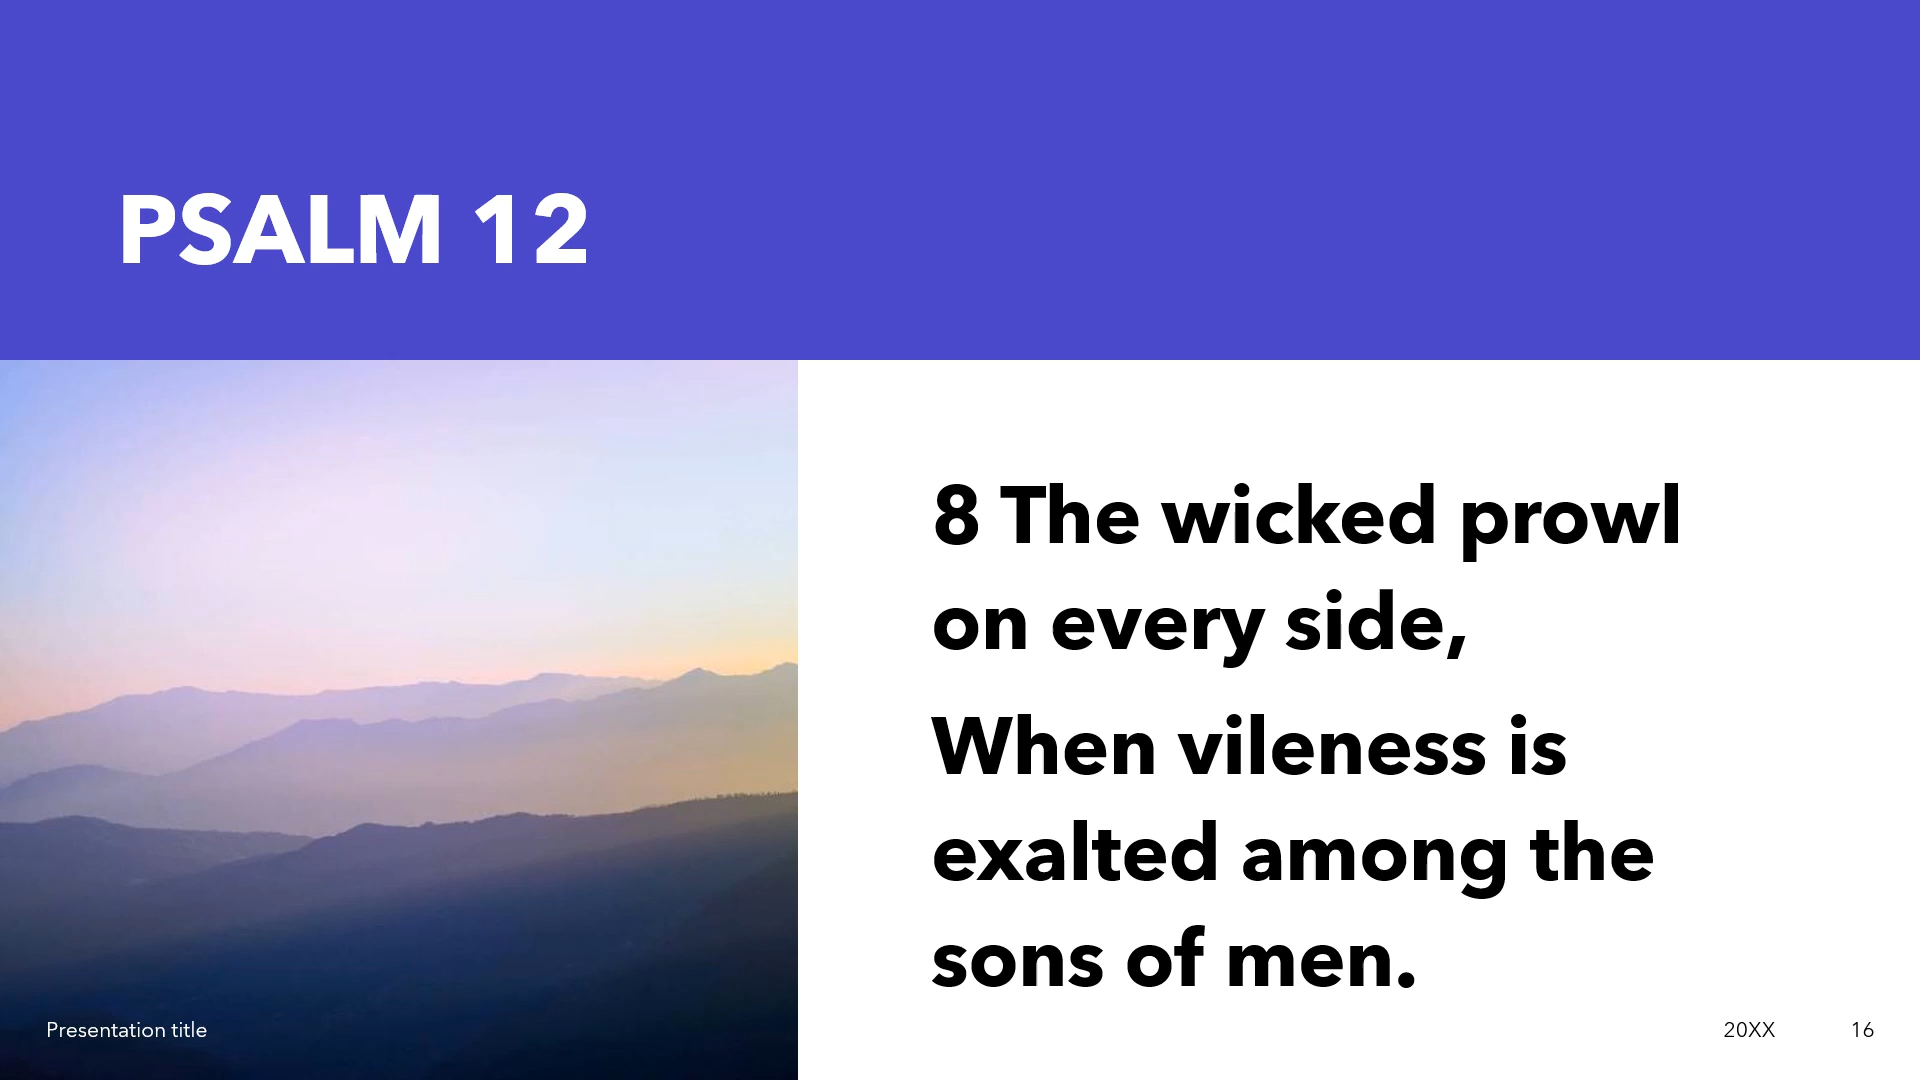 PSALM 12
8 The wicked prowl
on every side,
When vileness is
exalted among the
sons of men.
Presentation title
20XX
16